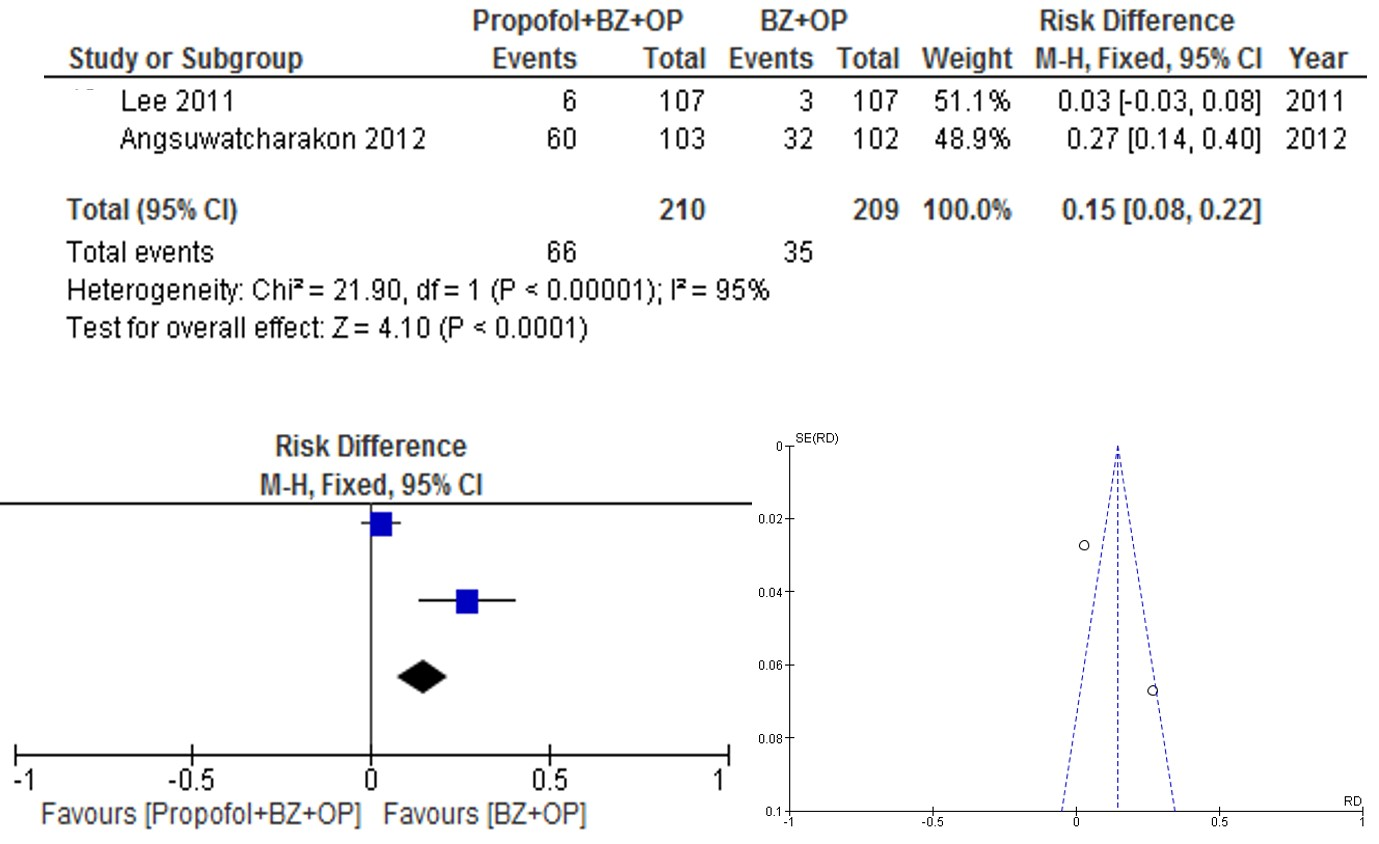 Propofol+BZ+OP BZ+OP Risk Difference
Study or Subgroup Events Total Events Total Weight M-H, Fixed, 95% CI Year
Lee 2011 6 107 3 107 51.1% 0.03 [-0.03, 0.08] 2011
Angsuwatcharakon 2012 60 103 32 102 48.9% 0.27 [0.14, 0.40] 2012
Total (95% CI) 210 209 100.0% 0.15 [0.08, 0.22]
Total events 66 35
Heterogeneity: Chi² = 21.90, df = 1 (P < 0.00001); I² = 95%
Test for overall effect: Z = 4.10 (P < 0.0001)
Risk Difference
M-H, Fixed, 95% CI
-1 -0.5 0 0.5 1
Favours [Propofol+BZ+OP] Favours [BZ+OP]
SE(RD)
0
0.02
0.04
0.06
0.08
0.1
RD
-1 -0.5 0 0.5 1